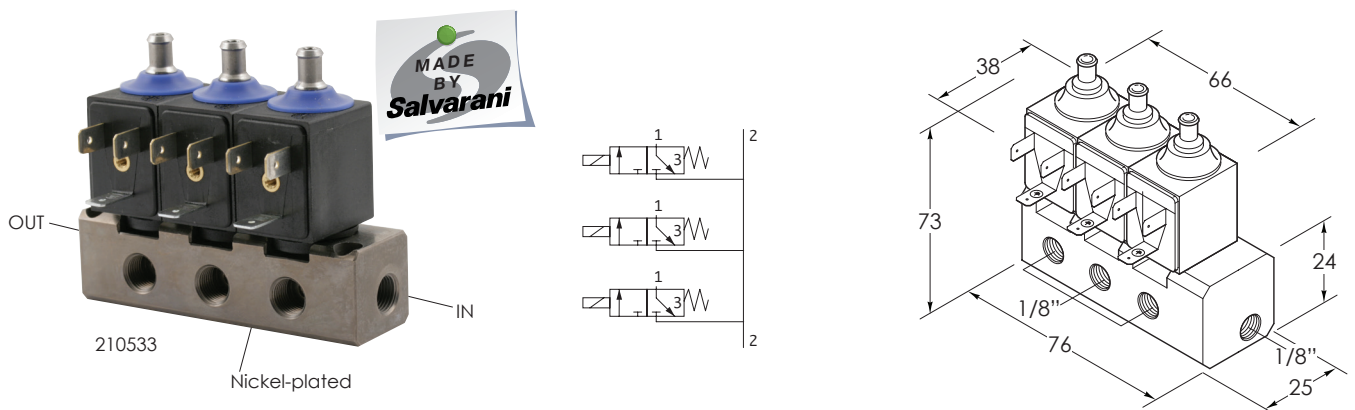 MADE
BY
Salvarani
OUT
IN
210533
Nickel-plated
1
2
3
1
3
1
3
2
38
66
73
24
1/8"
76
1/8"
25